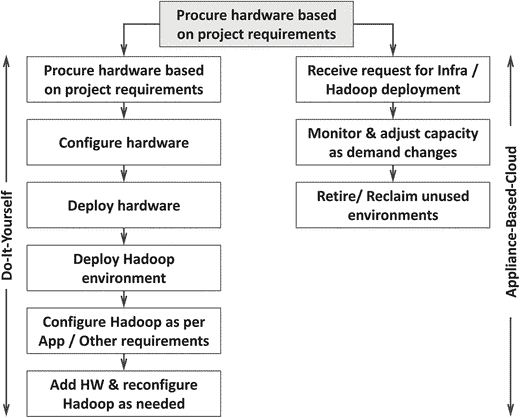 Procure hardware based
on project requirements
Do-It-Yourself
Procure hardware based
on project requirements
Configure hardware
Deploy hardware
Deploy Hadoop
environment
Configure Hadoop as per
App / Other requirements
Add HW & reconfigure
Hadoop as needed
Receive request for Infra /
Hadoop deployment
Monitor & adjust capacity
as demand changes
Retire/ Reclaim unused
environments
Appliance-Based-Cloud